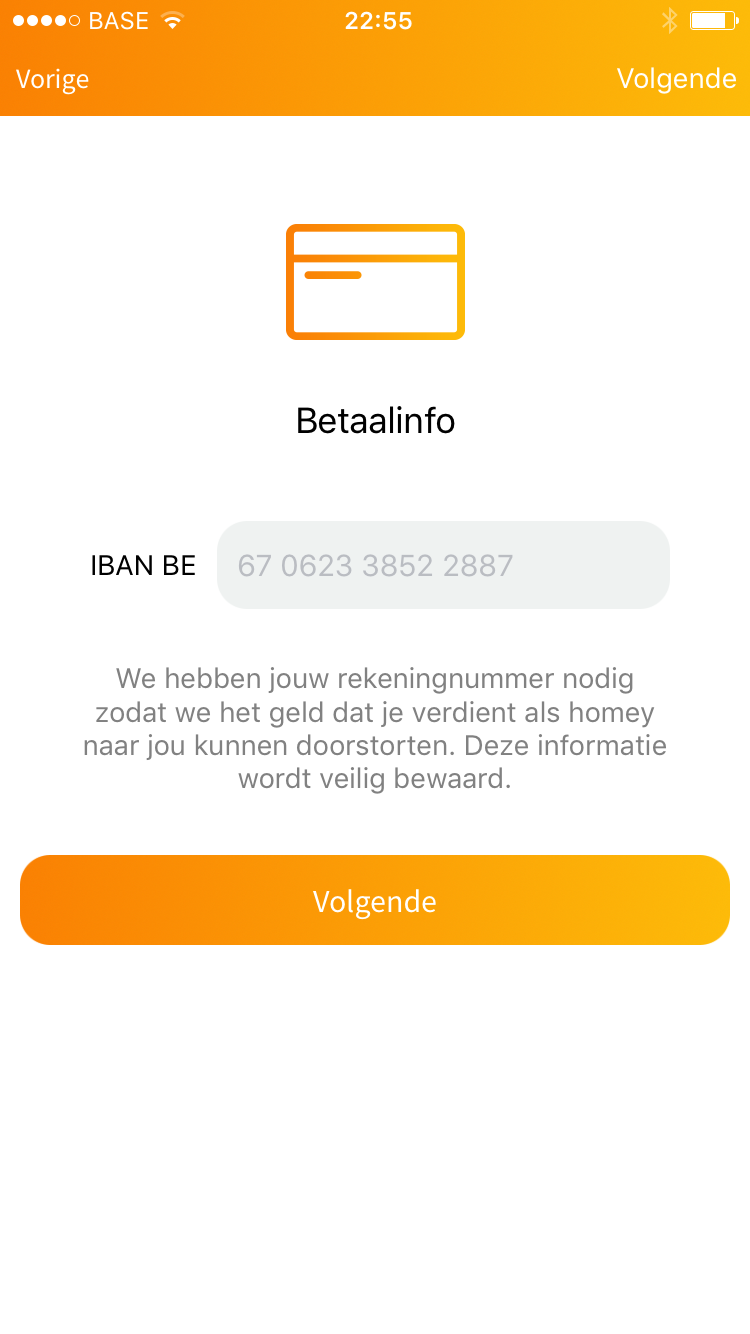 BASE 22:55
Vorige Volgende
Betaalinfo
IBAN BE 67 0623 3852 2887
We hebben jouw rekeningnummer nodig
zodat we het geld dat je verdient als homey
naar jou kunnen doorstorten. Deze informatie
wordt veilig bewaard.
Volgende